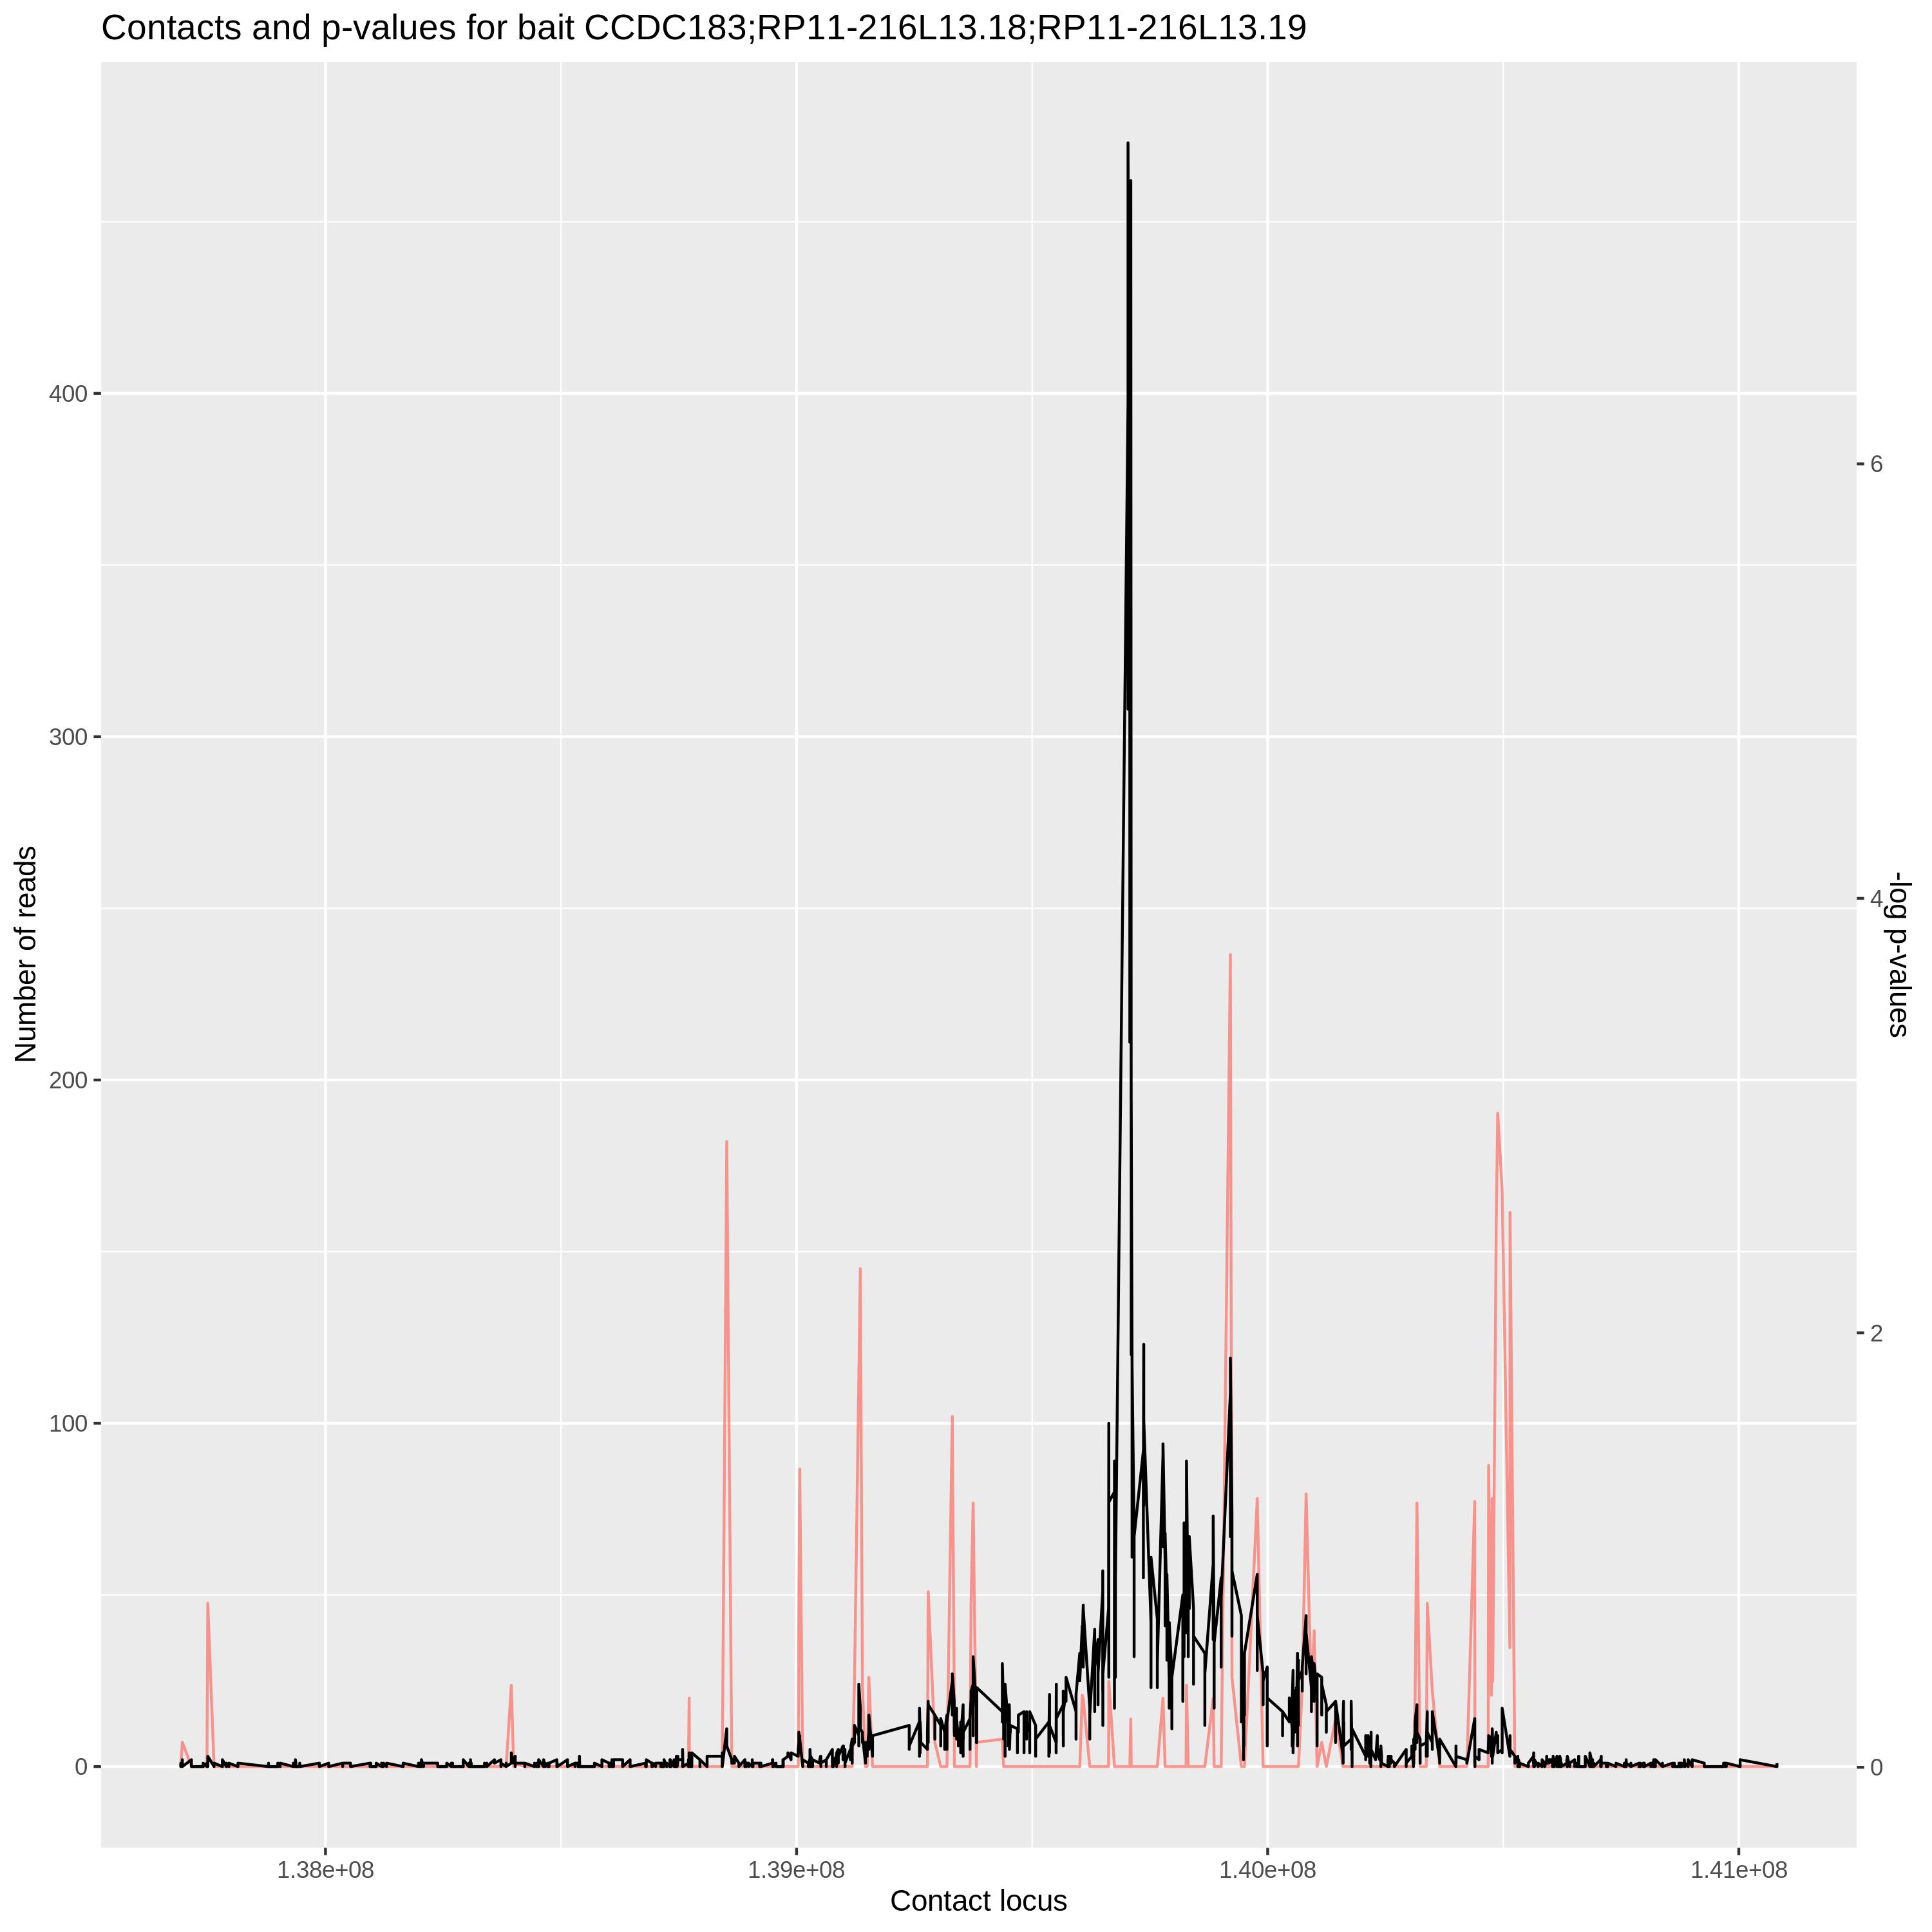 Contacts and p-values for bait CCDC183;RP11-216L13.18;RP11-216L13.19
400
300
200
100
0
Number of reads
6
4
2
0
-log p-values
1.38e+08
1.39e+08
1.40e+08
1.41e+08
Contact locus